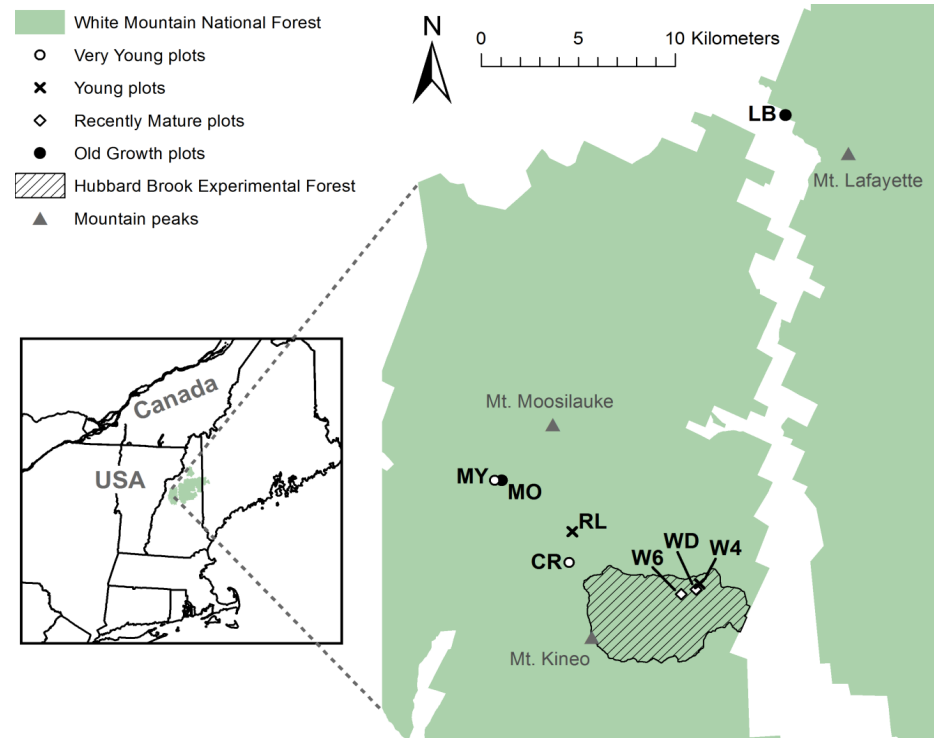 White Mountain National Forest
Very Young plots
Young plots
Recently Mature plots
Old Growth plots
Hubbard Brook Experimental Forest
Mountain peaks
N
0 5 10 Kilometers
LB
Mt. Lafayette
Canada
USA
Mt. Moosilauke
MY
MO
RL
CR
W6
WD
W4
Mt. Kineo